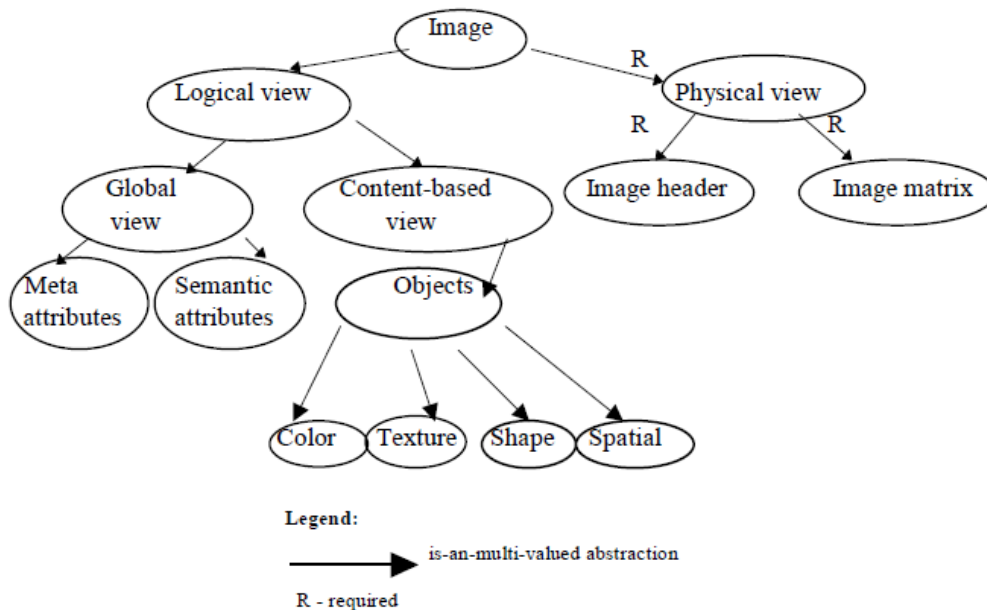 Image
R
Logical view
Physical view
R
R
Global
view
Content-based
view
Image header
Image matrix
Meta
attributes
Semantic
attributes
Objects
Color
Texture
Shape
Spatial
Legend:
is-an-multi-valued abstraction
R - required